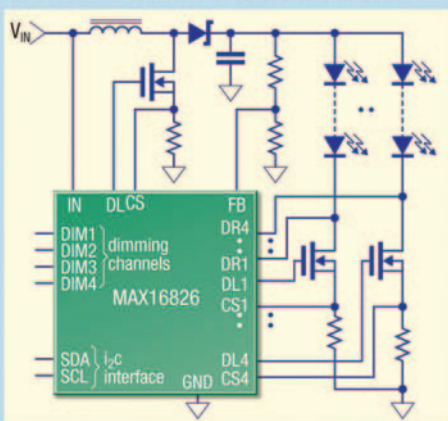 VIN
IN
DL CS
FB
DIM1
DIM2
DIM3
DIM4
dimming
channels
MAX16826
DR4
DR1
DL1
CS1
SDA
SCL
i2c
interface
GND
DL4
CS4